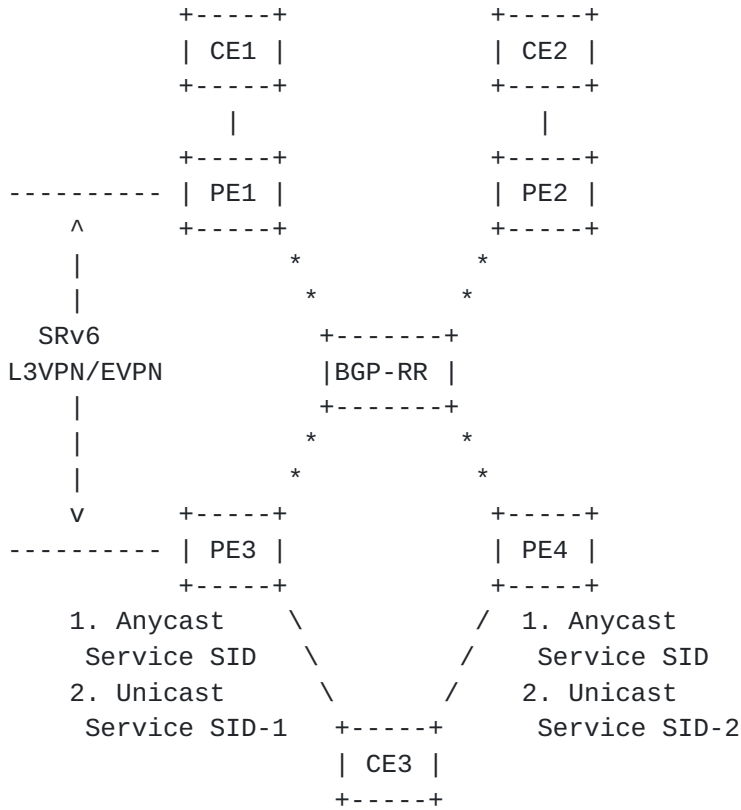 +-----+ +-----+
| CE1 | | CE2 |
+-----+ +-----+
| |
+-----+ +-----+
---------- | PE1 | | PE2 |
^ +-----+ +-----+
| * *
| * *
SRv6 +-------+
L3VPN/EVPN |BGP-RR |
| +-------+
| * *
| * *
v +-----+ +-----+
---------- | PE3 | | PE4 |
+-----+ +-----+
1. Anycast \ / 1. Anycast
Service SID \ / Service SID
2. Unicast \ / 2. Unicast
Service SID-1 +-----+ Service SID-2
| CE3 |
+-----+